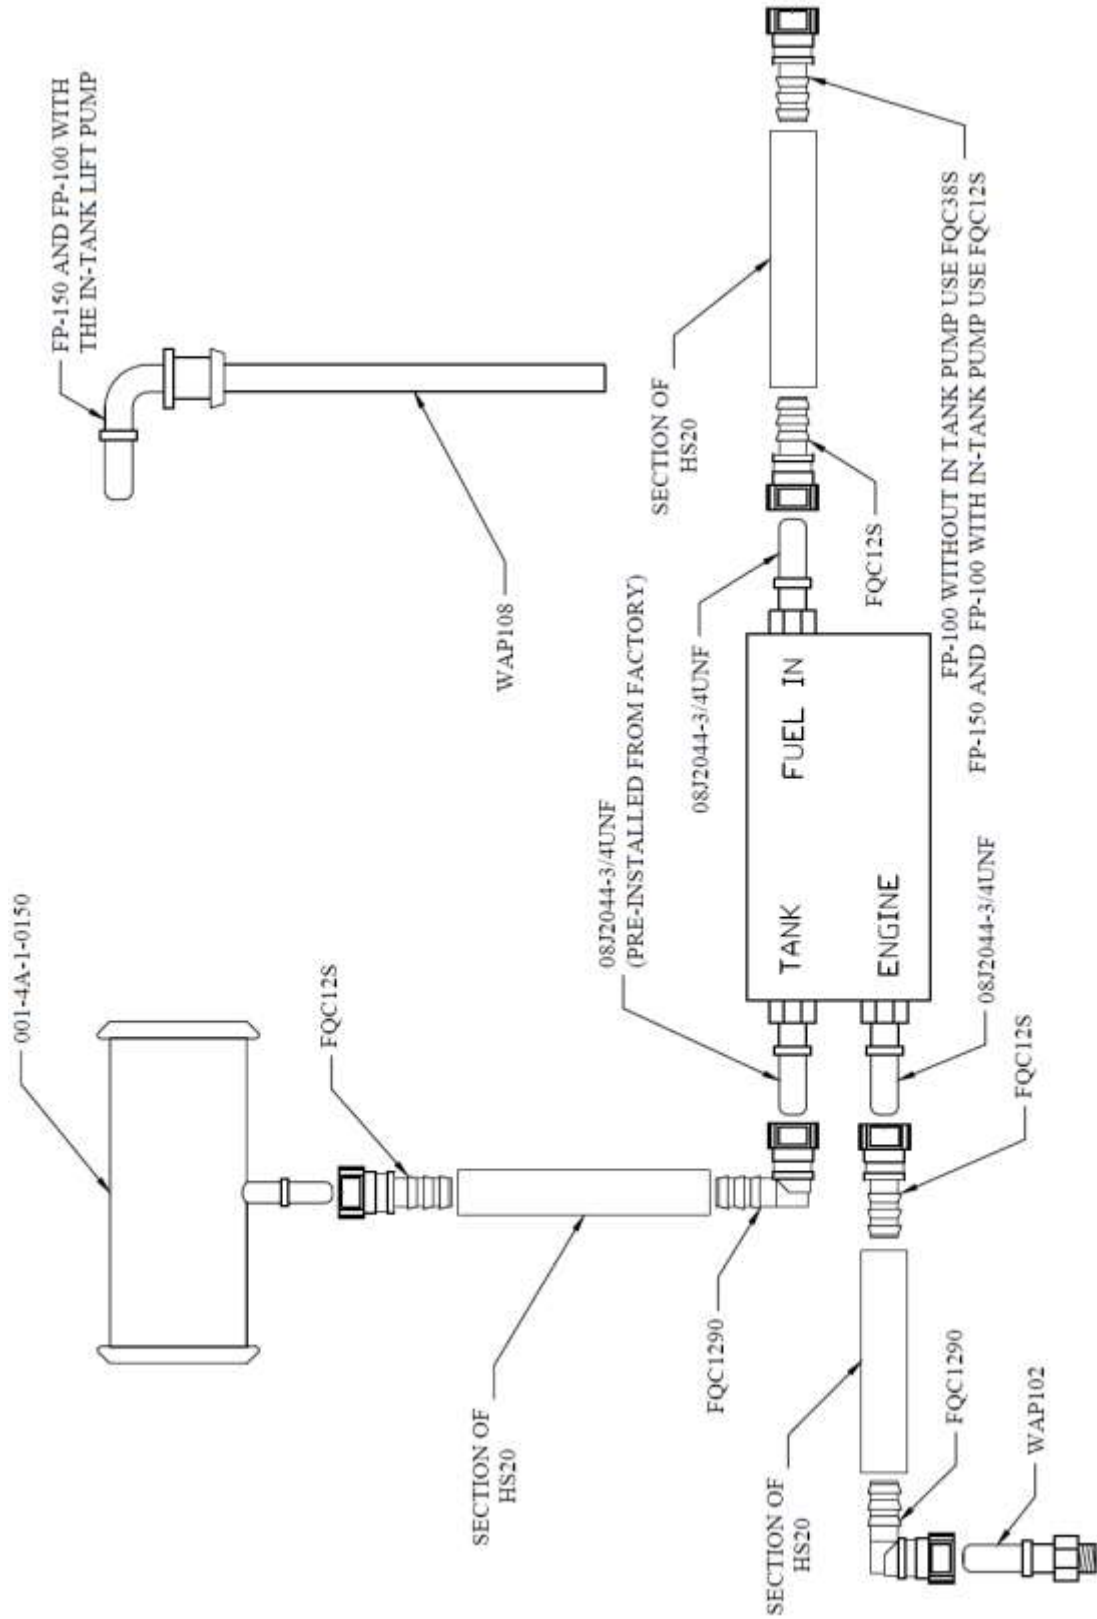 001-4A-1-0150
FQC12S
SECTION OF
HS20
FQC1290
08J2044-3/4UNF
(PRE-INSTALLED FROM FACTORY)
FP-150 AND FP-100 WITH
THE IN-TANK LIFT PUMP
WAP108
SECTION OF
HS20
08J2044-3/4UNF
FQC12S
TANK
FUEL IN
ENGINE
FP-100 WITHOUT IN TANK PUMP USE FQC38S
FP-150 AND FP-100 WITH IN-TANK PUMP USE FQC12S
08J2044-3/4UNF
FQC12S
SECTION OF
HS20
FQC1290
WAP102